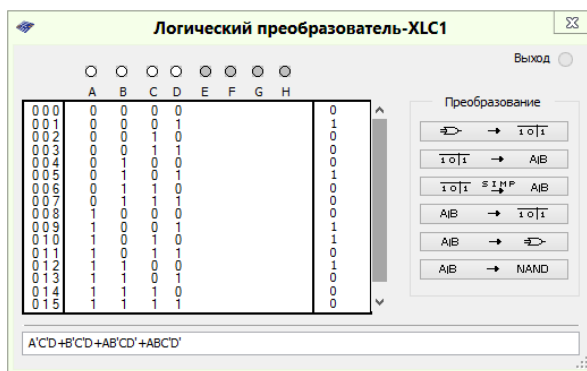 Логический преобразователь-XLC1
Выход
A B C D E F G H
000 0 0 0 0 0
001 0 0 0 1 1
002 0 0 1 0 0
003 0 0 1 1 0
004 0 1 0 0 0
005 0 1 0 1 1
006 0 1 1 0 0
007 0 1 1 1 0
008 1 0 0 0 0
009 1 0 0 1 1
010 1 0 1 0 1
011 1 0 1 1 0
012 1 1 0 0 1
013 1 1 0 1 0
014 1 1 1 0 0
015 1 1 1 1 0
Преобразование
→ 1 0|1
1 0|1 → A|B
1 0|1 SIMP → A|B
A|B → 1 0|1
A|B →
A|B → NAND
A'C'D+B'C'D+AB'CD'+ABC'D'